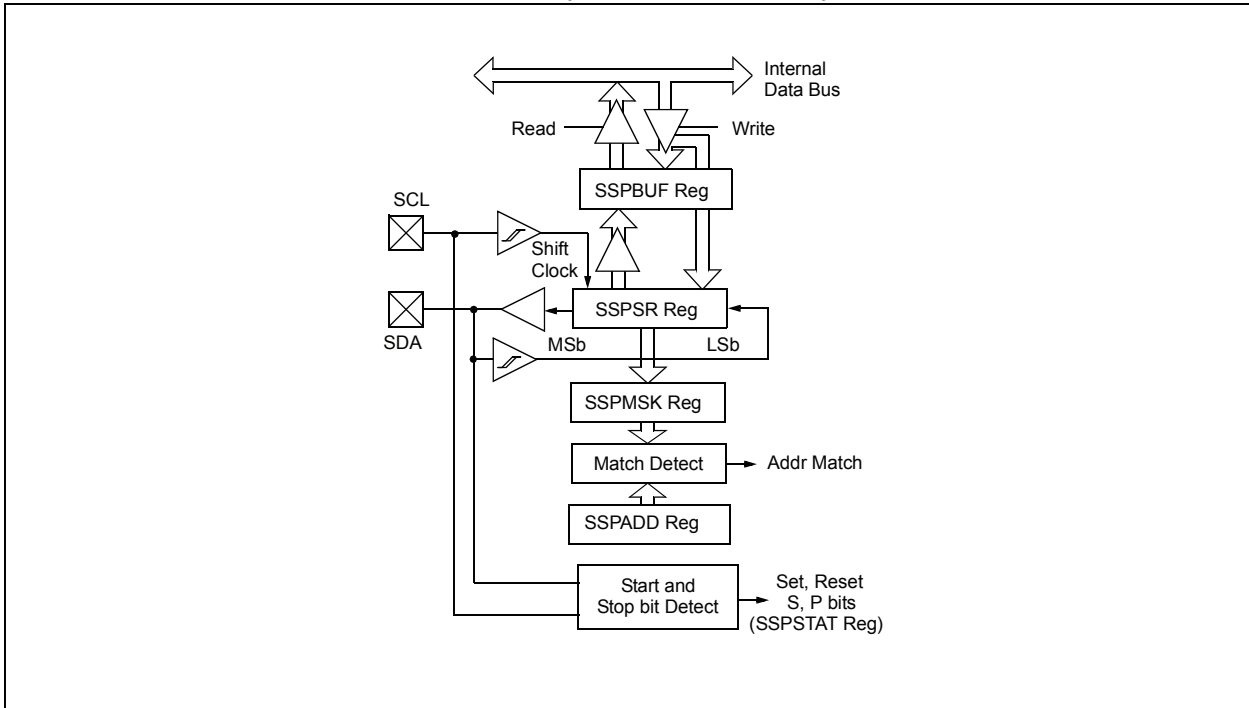 Internal
Data Bus
Read
Write
SSPBUF Reg
SCL
Shift
Clock
SSPSR Reg
SDA
MSb
LSb
SSPMSK Reg
Match Detect
Addr Match
SSPADD Reg
Start and
Stop bit Detect
Set, Reset
S, P bits
(SSPSTAT Reg)